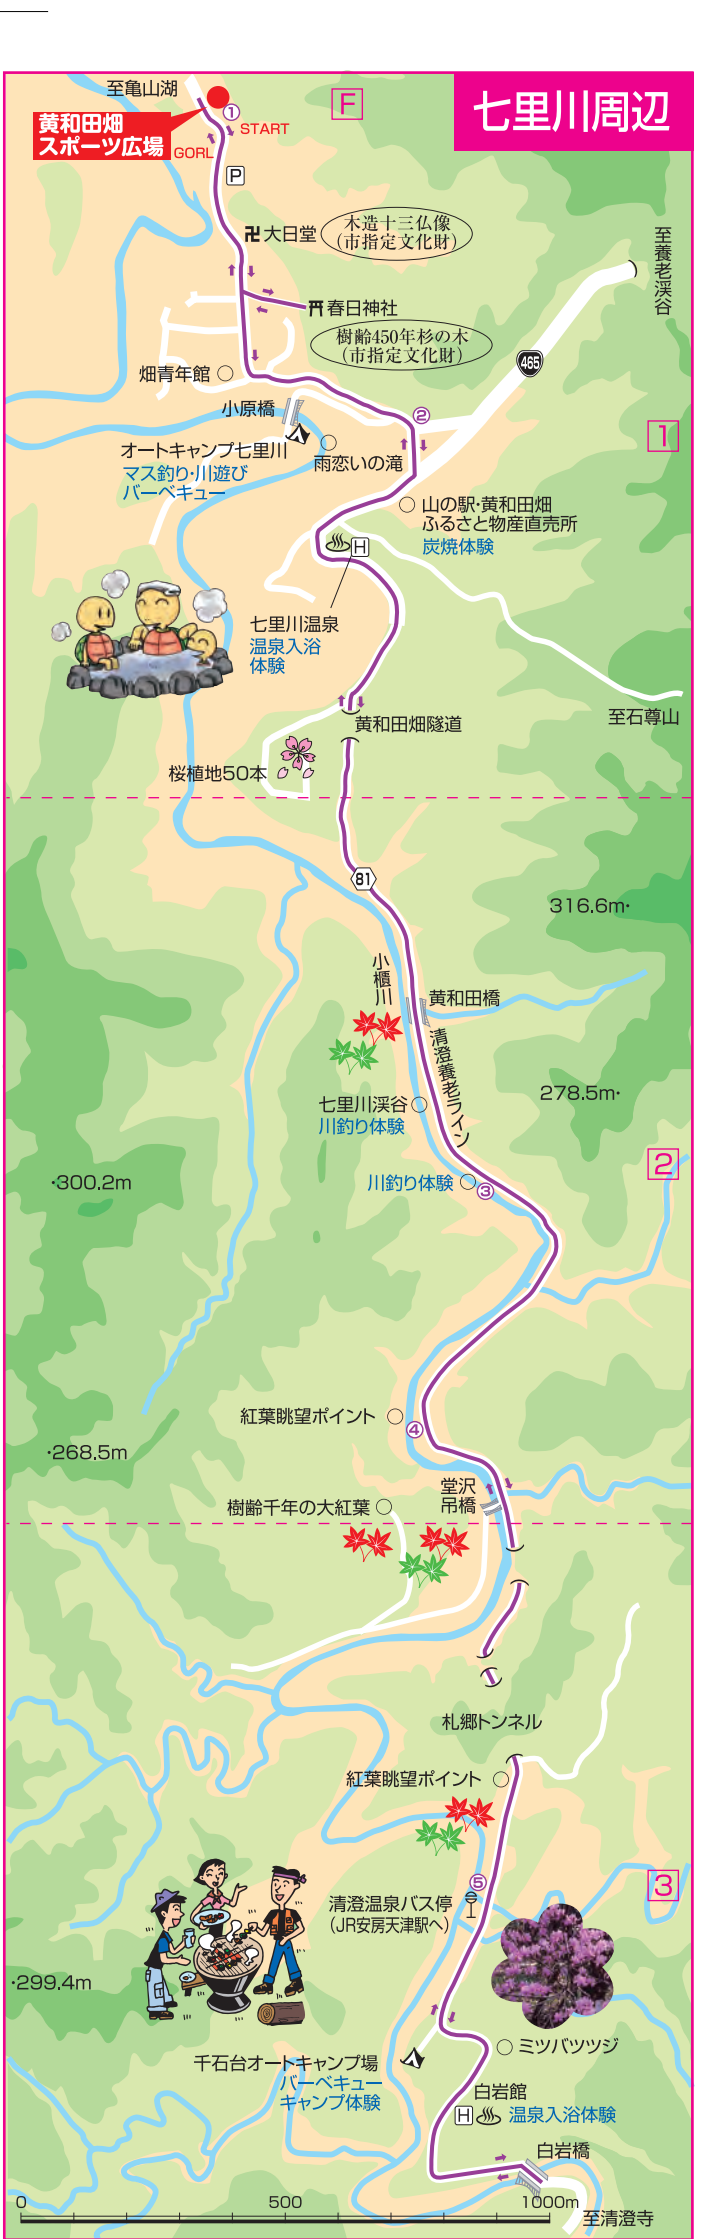 七里川周辺
至亀山湖
F
①
START
黄和田畑
スポーツ広場
GORL
P
大日堂
木造十三仏像
(市指定文化財)
至養老渓谷
春日神社
樹齢450年杉の木
(市指定文化財)
465
畑青年館
小原橋
②
1
オートキャンプ七里川
マス釣り・川遊び
バーベキュー
雨恋いの滝
山の駅・黄和田畑
ふるさと物産直売所
炭焼体験
H
七里川温泉
温泉入浴
体験
至石尊山
黄和田畑隧道
桜植地50本
81
316.6m・
小櫃川
黄和田橋
清澄養老ライン
278.5m・
七里川渓谷
川釣り体験
2
・300.2m
川釣り体験
③
紅葉眺望ポイント
④
・268.5m
堂沢
吊橋
樹齢千年の大紅葉
札郷トンネル
紅葉眺望ポイント
⑤
3
清澄温泉バス停
(JR安房天津駅へ)
・299.4m
ミツバツツジ
千石台オートキャンプ場
バーベキュー
キャンプ体験
白岩館
H
温泉入浴体験
白岩橋
0
500
1000m
至清澄寺